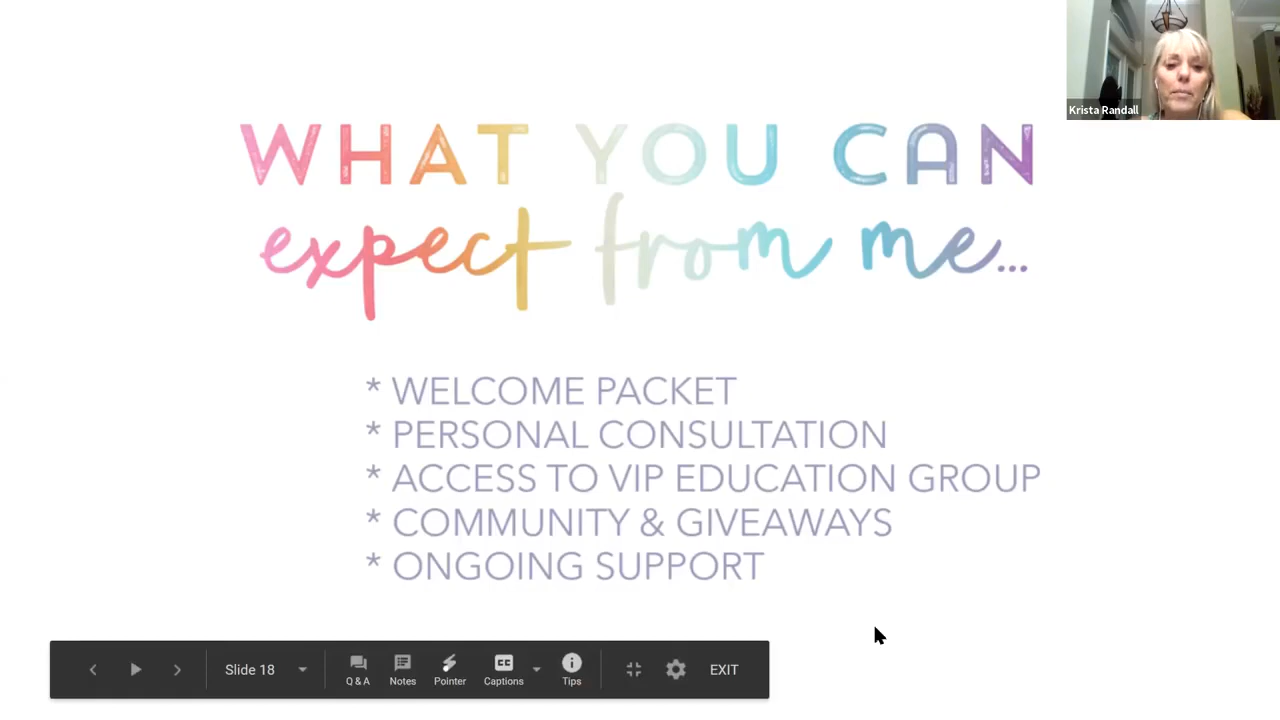 Krista Randall
WHAT YOU CAN
expect from me...
* WELCOME PACKET
* PERSONAL CONSULTATION
* ACCESS TO VIP EDUCATION GROUP
* COMMUNITY & GIVEAWAYS
* ONGOING SUPPORT
Slide 18
Q & A
Notes
Pointer
CC
Captions
Tips
EXIT